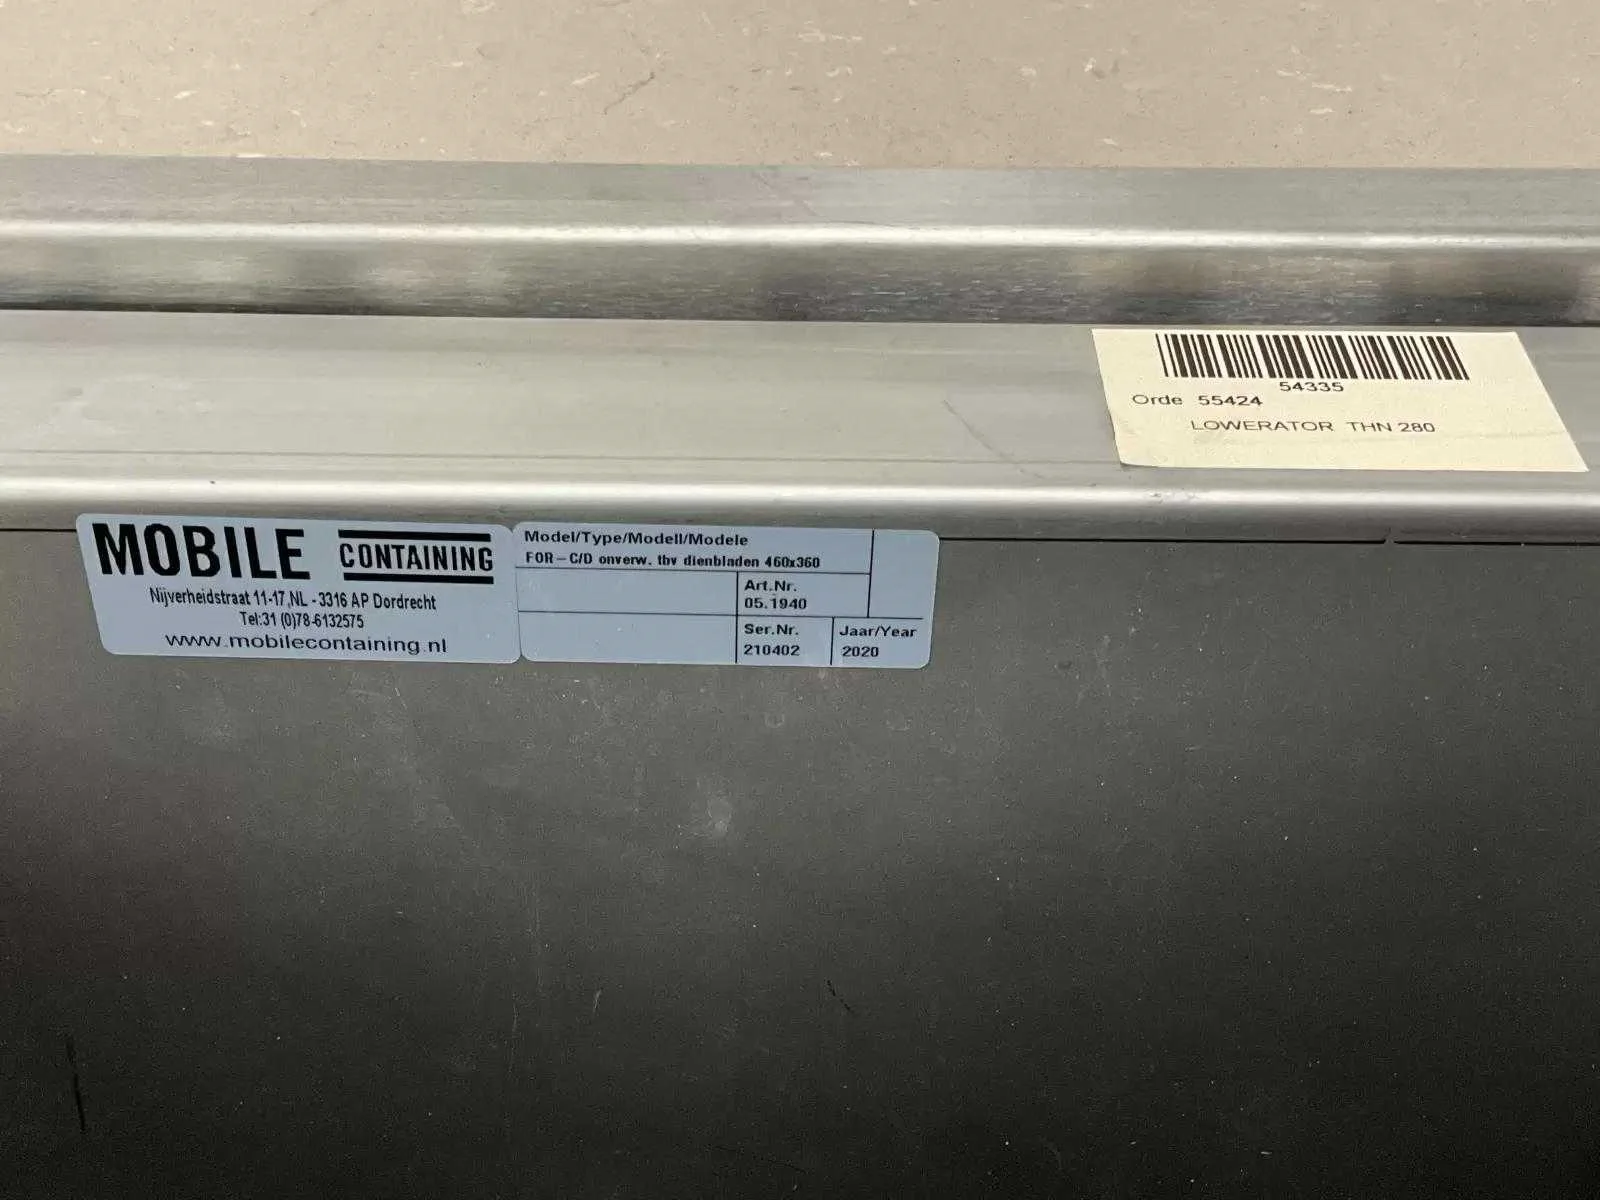 54335
Orde 55424
LOWERATOR THN 280
MOBILE CONTAINING
Nijverheidstraat 11-17,NL - 3316 AP Dordrecht
Tel:31 (0)78-6132575
www.mobilecontaining.nl
Model/Type/Modell/Modele
FOR - C/D onverw. tbv dienbladen 460x360
Art.Nr.
05.1940
Ser.Nr.
210402
Jaar/Year
2020